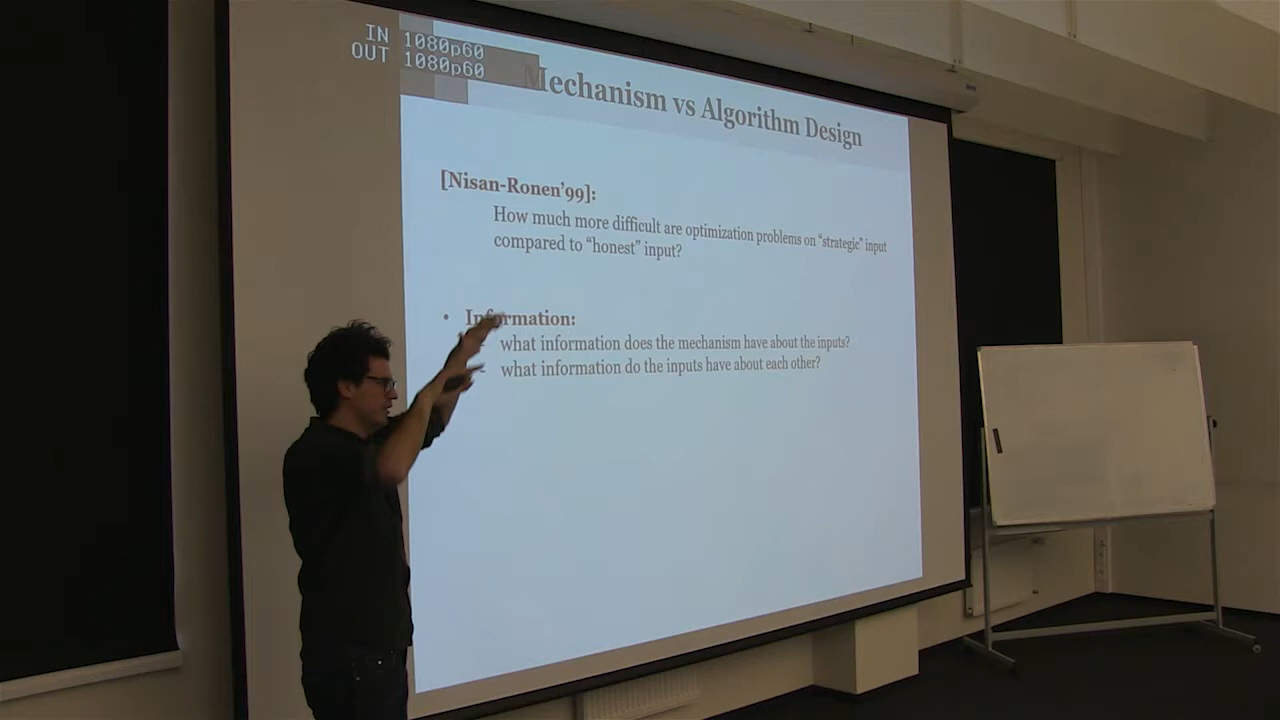 IN 1080p60
OUT 1080p60
Mechanism vs Algorithm Design
[Nisan-Ronen’99]:
How much more difficult are optimization problems on “strategic” input
compared to “honest” input?
• Information:
what information does the mechanism have about the inputs?
what information do the inputs have about each other?